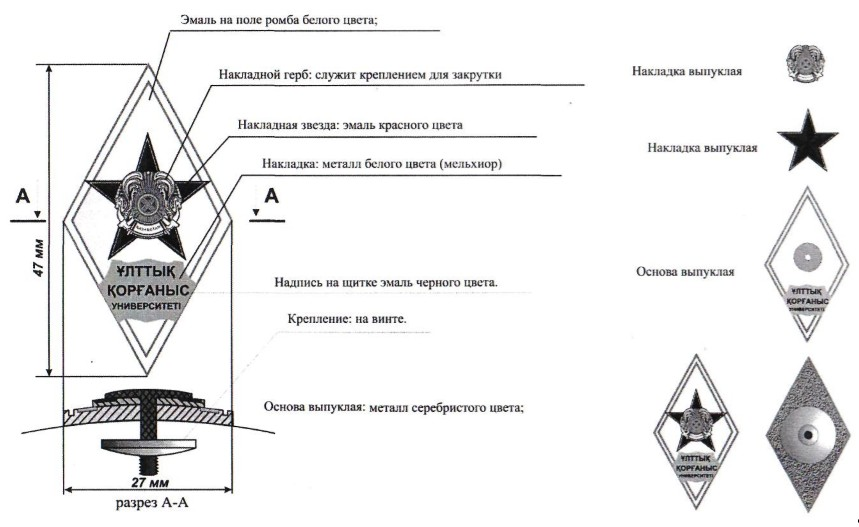 Эмаль на поле ромба белого цвета;
Накладной герб: служит креплением для закрутки
Накладная звезда: эмаль красного цвета
Накладка: металл белого цвета (мельхиор)
А
А
47 мм
ҰЛТТЫҚ
ҚОРҒАНЫС
УНИВЕРСИТЕТІ
Надпись на щитке эмаль черного цвета.
Крепление: на винте.
Основа выпуклая: металл серебристого цвета;
27 мм
разрез А-А
Накладка выпуклая
Накладка выпуклая
Основа выпуклая
ҰЛТТЫҚ
ҚОРҒАНЫС
УНИВЕРСИТЕТІ
ҰЛТТЫҚ
ҚОРҒАНЫС
УНИВЕРСИТЕТІ